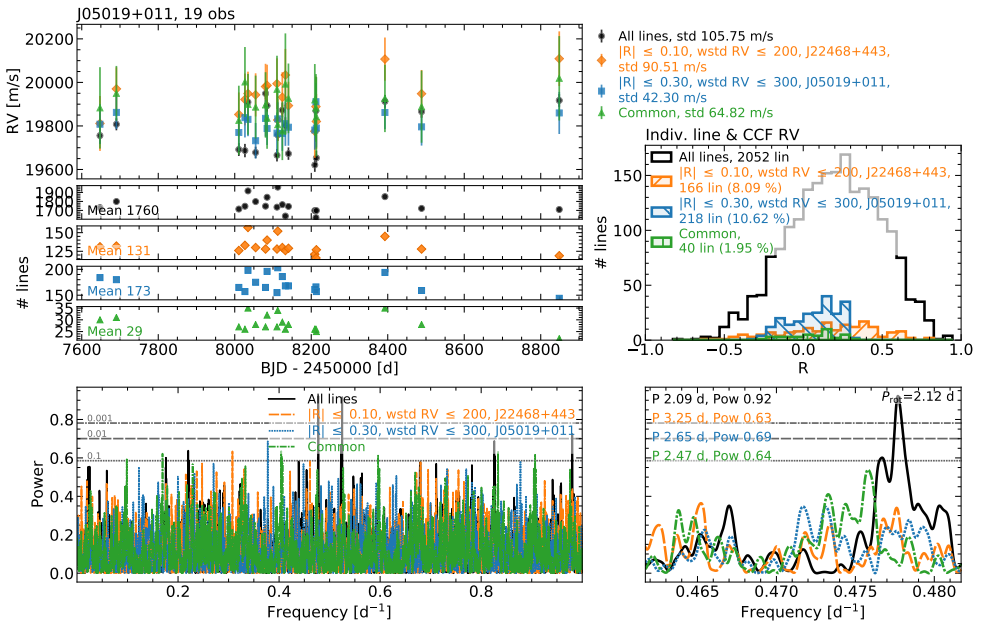 J05019+011, 19 obs
RV [m/s]
20200
20000
19800
19600
All lines, std 105.75 m/s
|R| ≤ 0.10, wstd RV ≤ 200, J22468+443,
std 90.51 m/s
|R| ≤ 0.30, wstd RV ≤ 300, J05019+011,
std 42.30 m/s
Common, std 64.82 m/s
# lines
1900
1800
1700
Mean 1760
150
125
Mean 131
200
150
Mean 173
35
30
25
Mean 29
7600 7800 8000 8200 8400 8600 8800
BJD - 2450000 [d]
Indiv. line & CCF RV
All lines, 2052 lin
|R| ≤ 0.10, wstd RV ≤ 200, J22468+443,
166 lin (8.09 %)
|R| ≤ 0.30, wstd RV ≤ 300, J05019+011,
218 lin (10.62 %)
Common,
40 lin (1.95 %)
# lines
150
100
50
0
−1.0 −0.5 0.0 0.5 1.0
R
Power
0.8
0.6
0.4
0.2
0.0
0.001
0.01
0.1
All lines
|R| ≤ 0.10, wstd RV ≤ 200, J22468+443
|R| ≤ 0.30, wstd RV ≤ 300, J05019+011
Common
0.2 0.4 0.6 0.8
Frequency [d⁻¹]
P 2.09 d, Pow 0.92
P_rot=2.12 d
P 3.25 d, Pow 0.63
P 2.65 d, Pow 0.69
P 2.47 d, Pow 0.64
0.465 0.470 0.475 0.480
Frequency [d⁻¹]